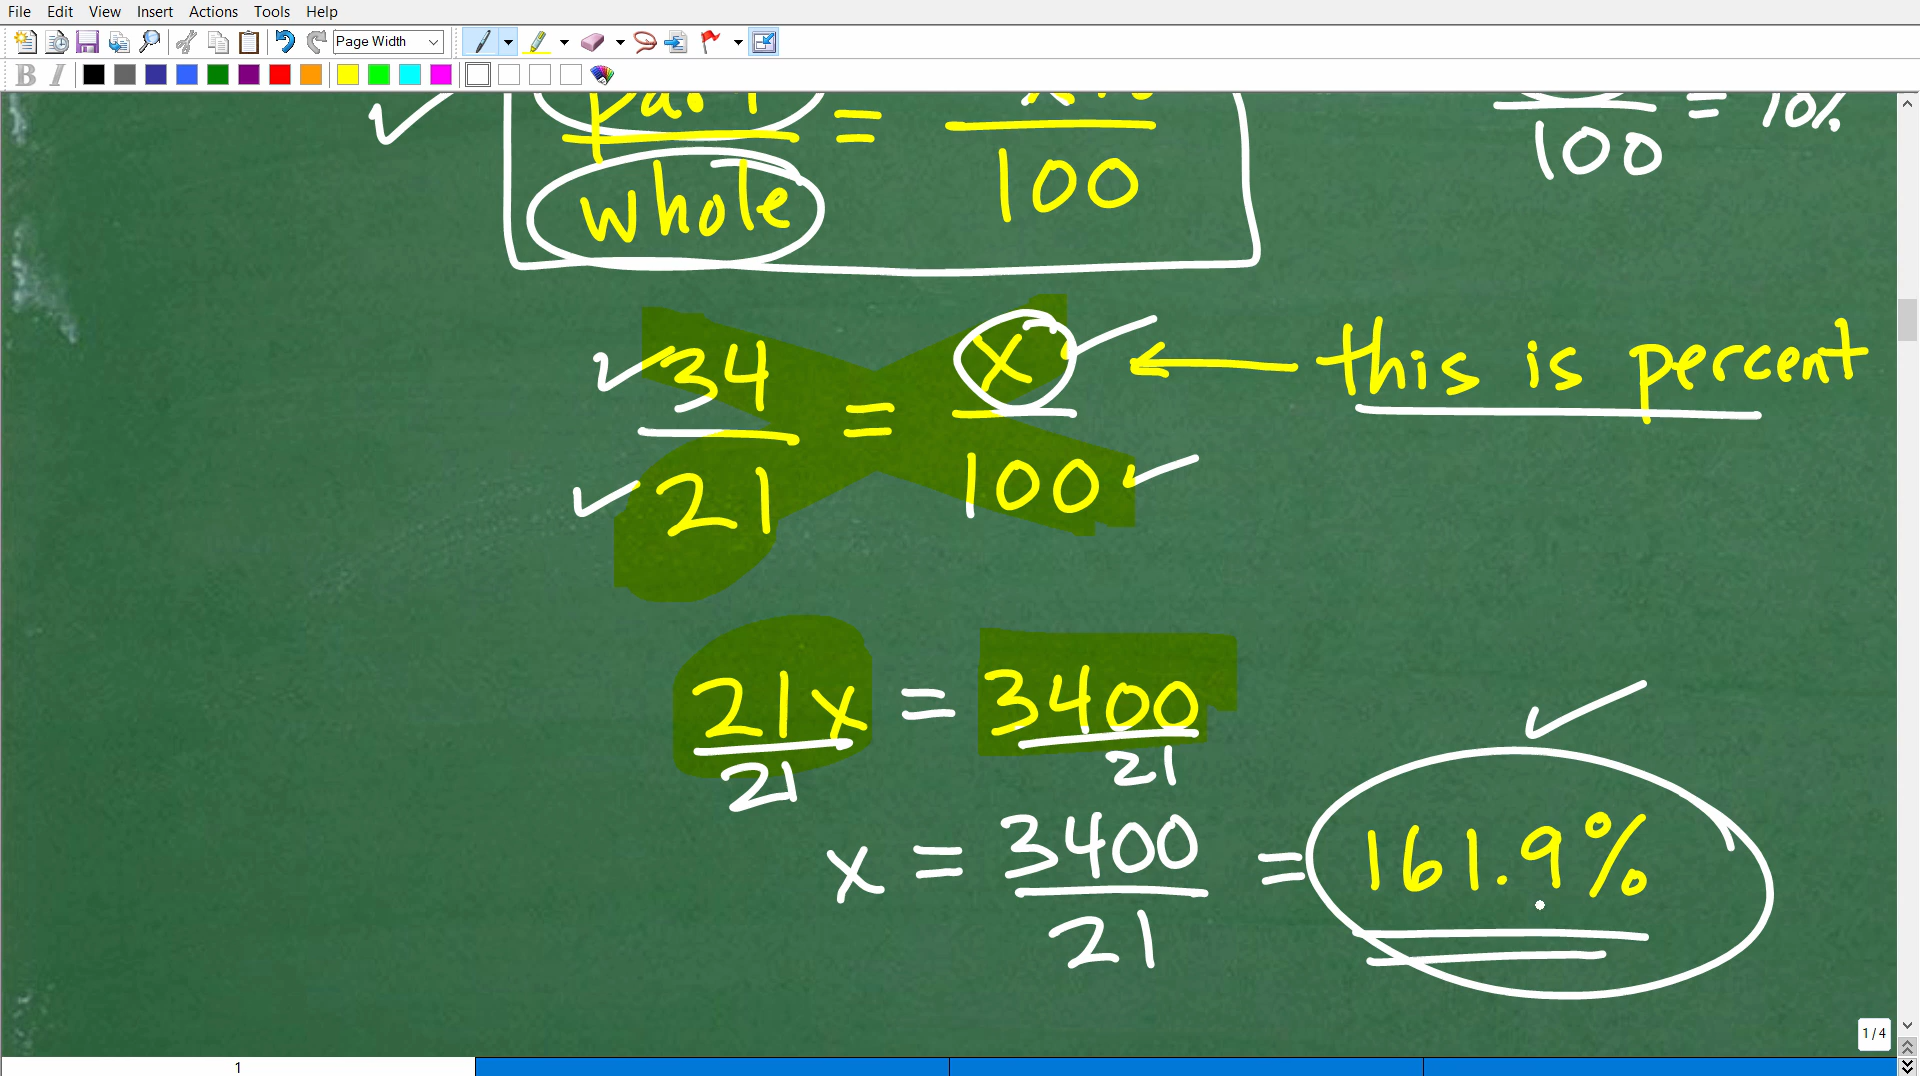 File Edit View Insert Actions Tools Help
Page Width
B I
part = x%
whole 100
100 = 10%
34 = x ← this is percent
21 100
21x = 3400
21 21
x = 3400 = 161.9%
21
1 / 4
1